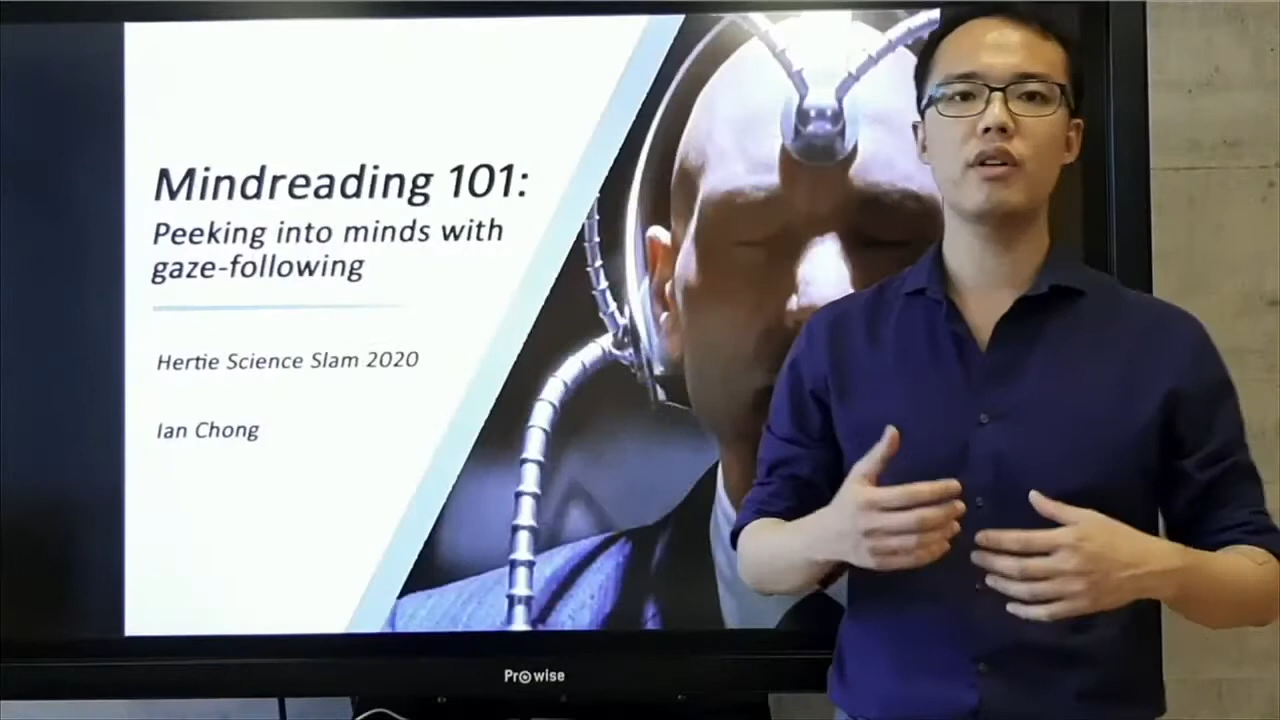 Mindreading 101:
Peeking into minds with
gaze-following
Hertie Science Slam 2020
Ian Chong
Prowise